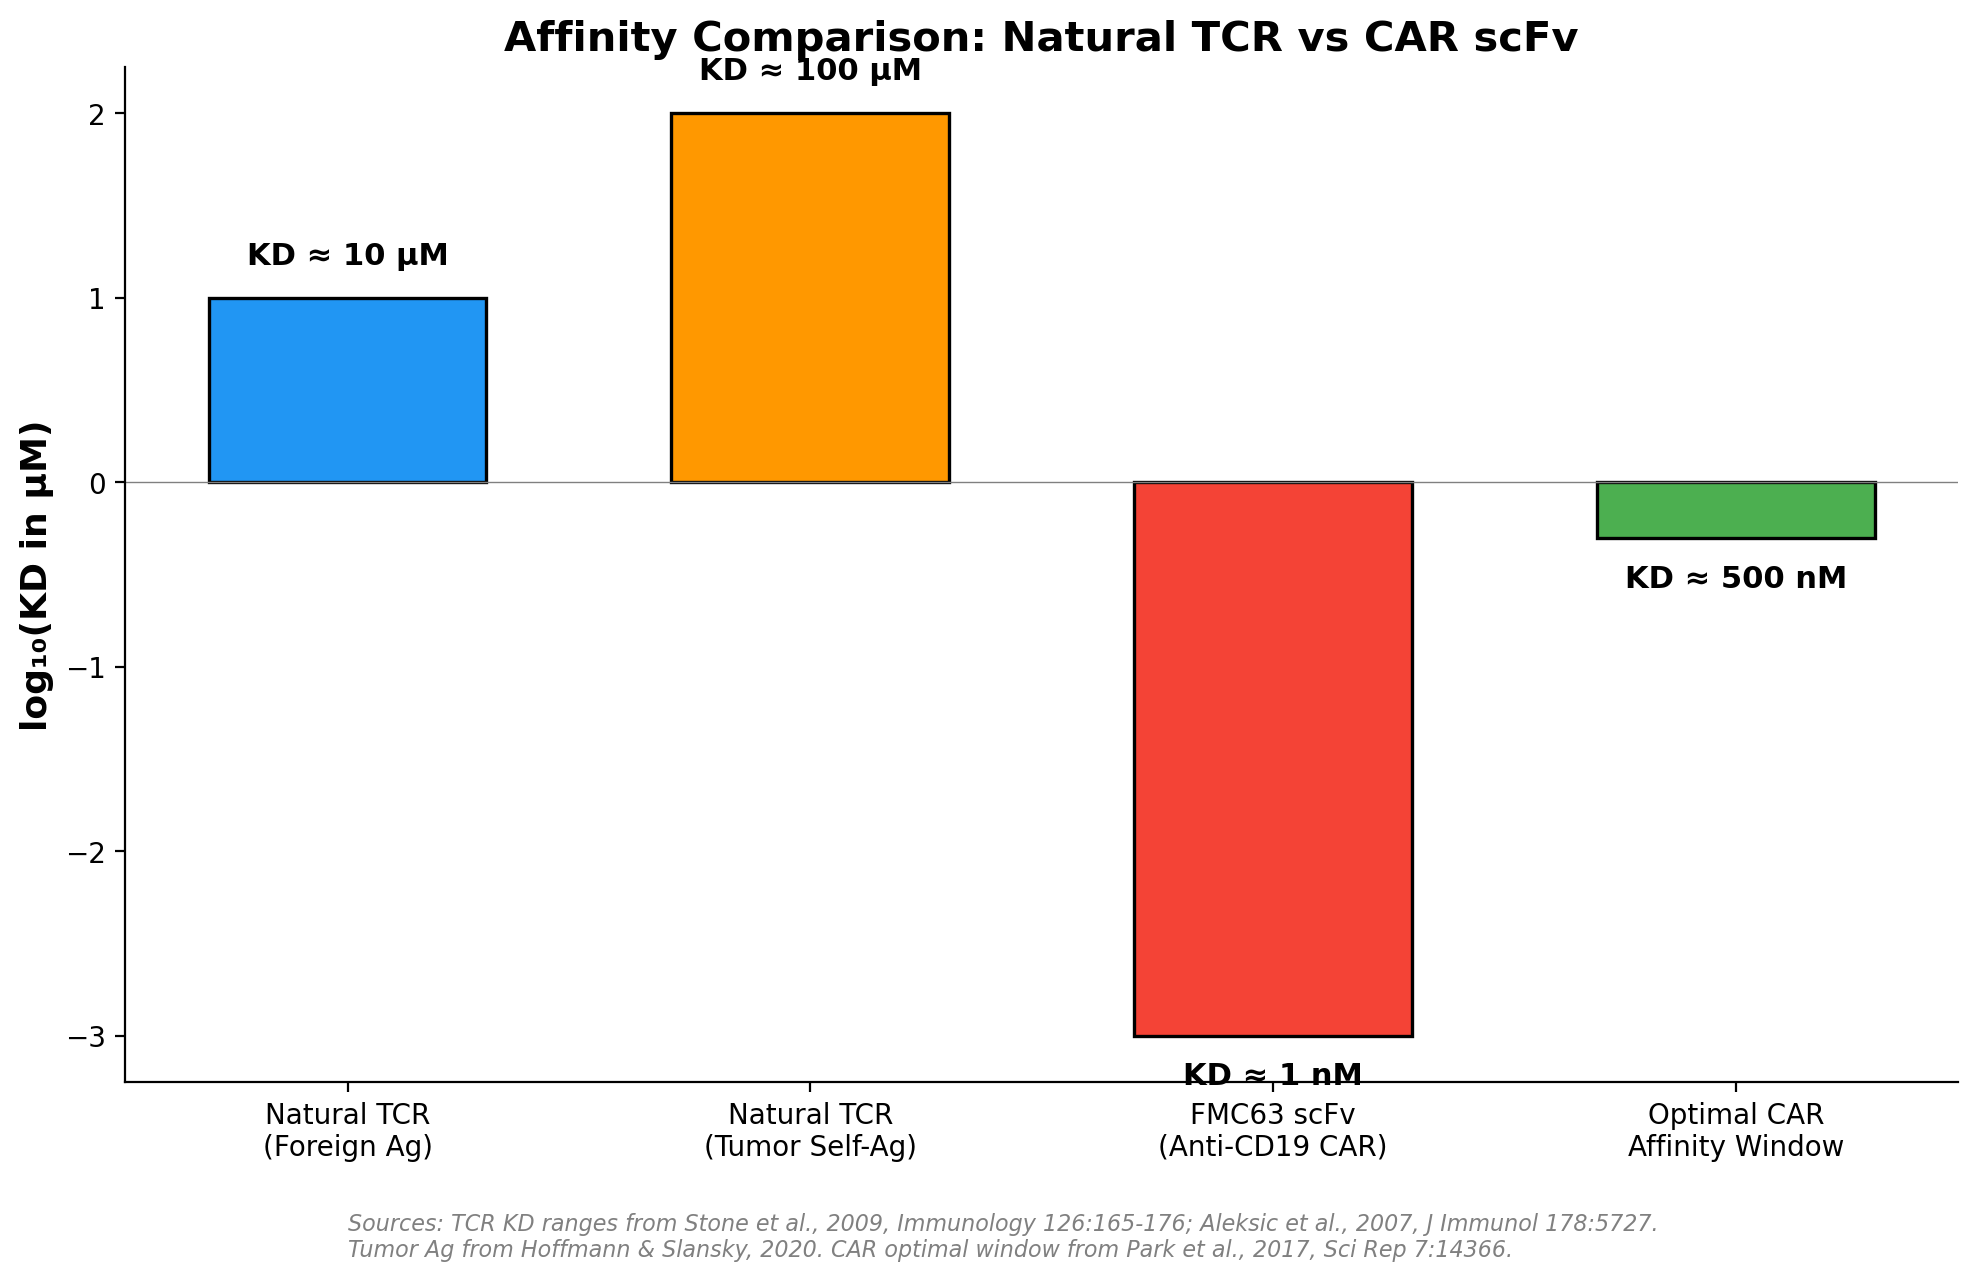 Affinity Comparison: Natural TCR vs CAR scFv
KD ≈ 100 μM
2
KD ≈ 10 μM
1
log₁₀(KD in μM)
0
KD ≈ 500 nM
−1
−2
−3
KD ≈ 1 nM
Natural TCR
(Foreign Ag)
Natural TCR
(Tumor Self-Ag)
FMC63 scFv
(Anti-CD19 CAR)
Optimal CAR
Affinity Window
Sources: TCR KD ranges from Stone et al., 2009, Immunology 126:165-176; Aleksic et al., 2007, J Immunol 178:5727.
Tumor Ag from Hoffmann & Slansky, 2020. CAR optimal window from Park et al., 2017, Sci Rep 7:14366.